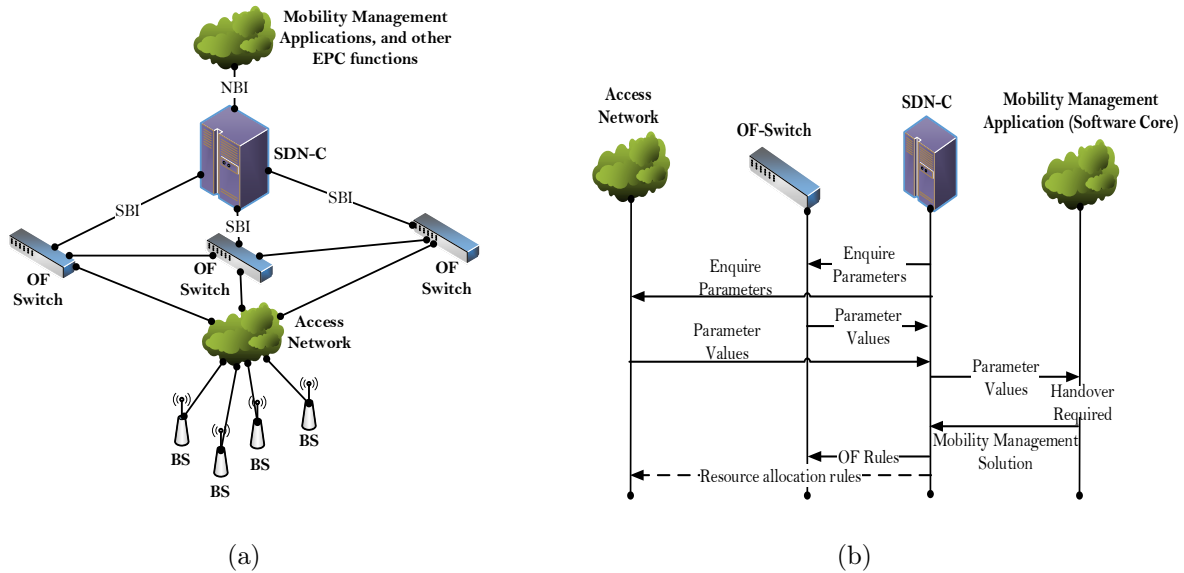 Mobility Management
Applications, and other
EPC functions
NBI
SDN-C
SBI
SBI
SBI
OF
Switch
OF
Switch
OF
Switch
Access
Network
BS
BS
BS
BS
(a)
Access
Network
OF-Switch
SDN-C
Mobility Management
Application (Software Core)
Enquire
Parameters
Enquire
Parameters
Parameter
Values
Parameter
Values
Parameter
Values
Handover
Required
Mobility Management
Solution
OF Rules
Resource allocation rules
(b)